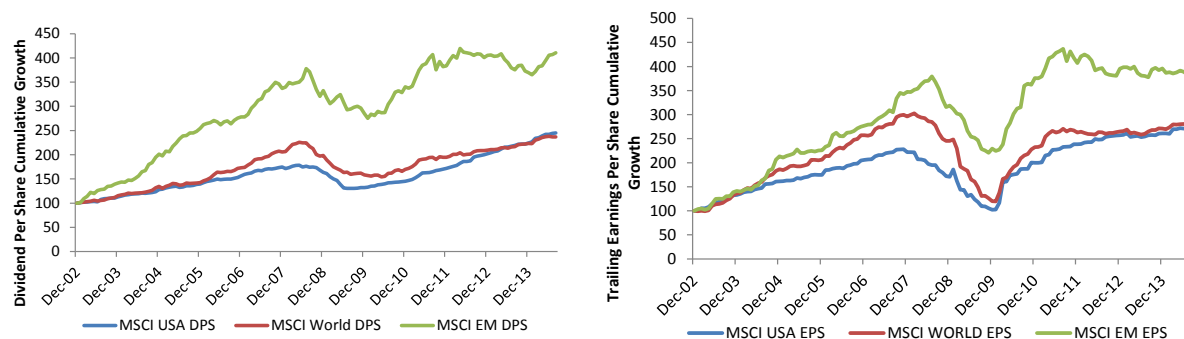 Dividend Per Share Cumulative Growth
450
400
350
300
250
200
150
100
50
0
Dec-02
Dec-03
Dec-04
Dec-05
Dec-06
Dec-07
Dec-08
Dec-09
Dec-10
Dec-11
Dec-12
Dec-13
MSCI USA DPS
MSCI World DPS
MSCI EM DPS
Trailing Earnings Per Share Cumulative
Growth
500
450
400
350
300
250
200
150
100
50
0
Dec-02
Dec-03
Dec-04
Dec-05
Dec-06
Dec-07
Dec-08
Dec-09
Dec-10
Dec-11
Dec-12
Dec-13
MSCI USA EPS
MSCI WORLD EPS
MSCI EM EPS